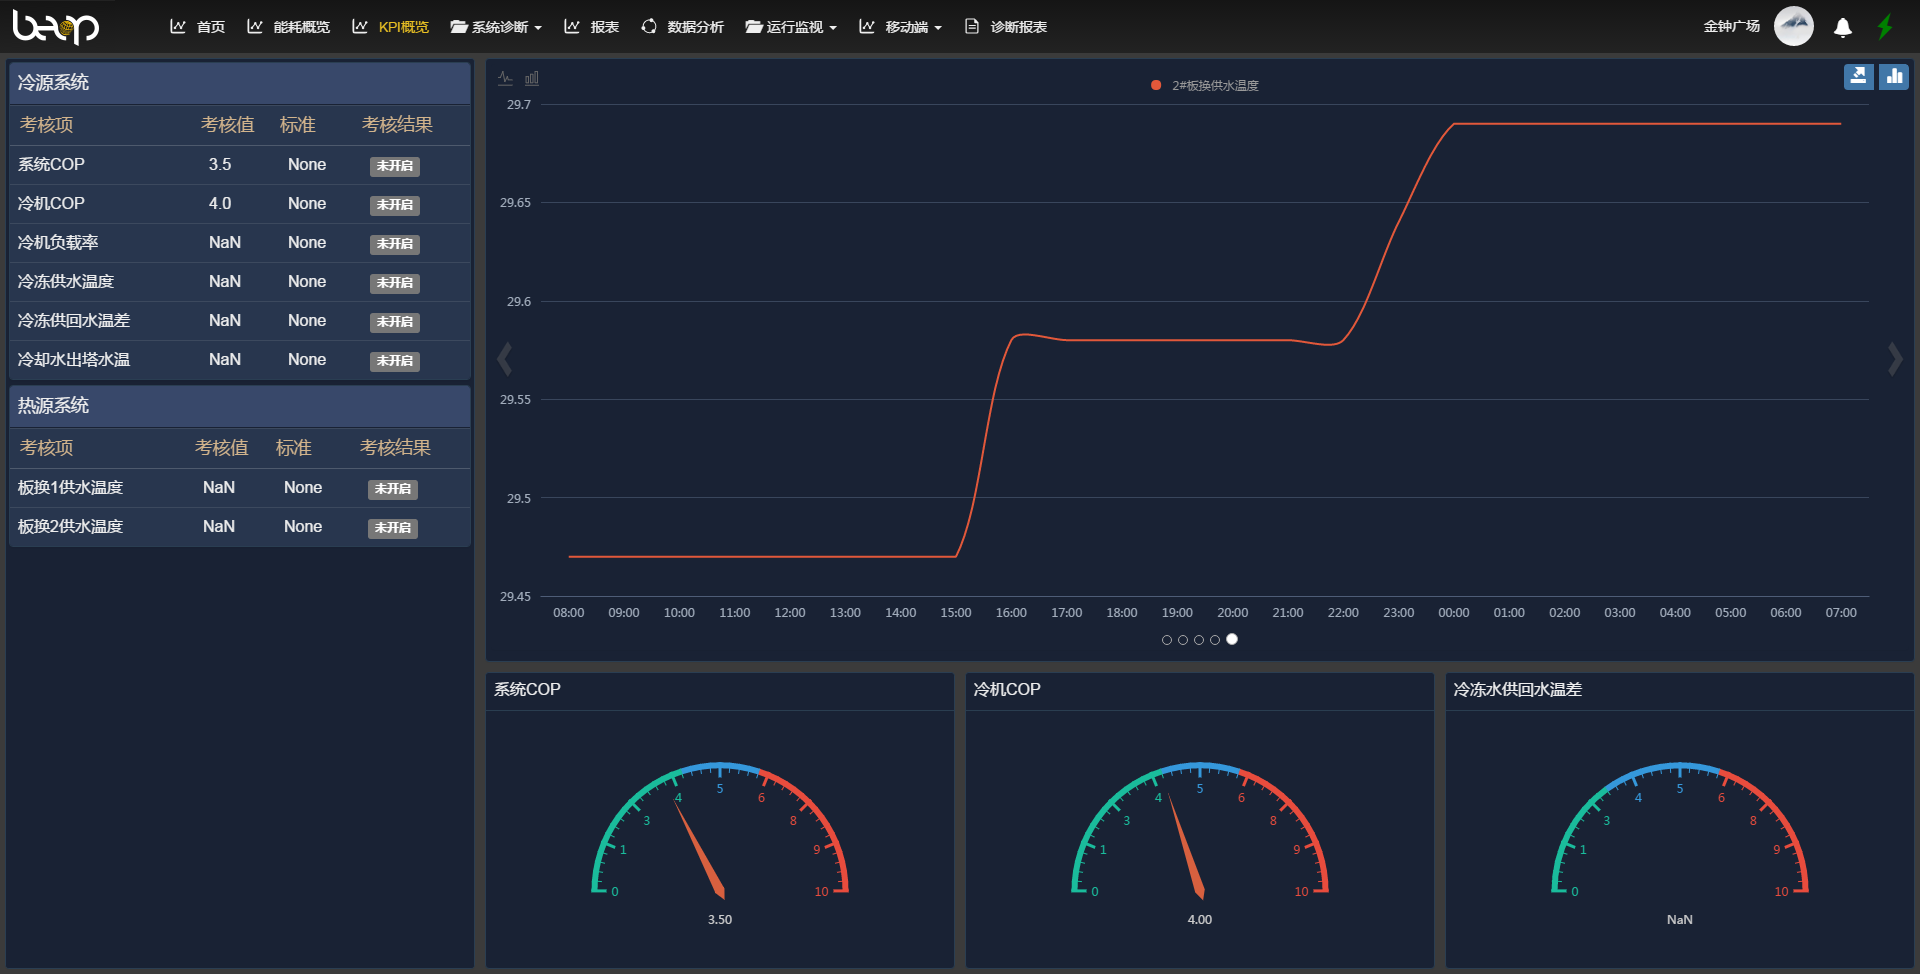 beop
首页 能耗概览 KPI概览 系统诊断 报表 数据分析 运行监视 移动端 诊断报表 金钟广场
冷源系统
考核项 考核值 标准 考核结果
系统COP 3.5 None 未开启
冷机COP 4.0 None 未开启
冷机负载率 NaN None 未开启
冷冻供水温度 NaN None 未开启
冷冻供回水温差 NaN None 未开启
冷却水出塔水温 NaN None 未开启
热源系统
考核项 考核值 标准 考核结果
板换1供水温度 NaN None 未开启
板换2供水温度 NaN None 未开启
2#板换供水温度
29.7
29.65
29.6
29.55
29.5
29.45
08:00 09:00 10:00 11:00 12:00 13:00 14:00 15:00 16:00 17:00 18:00 19:00 20:00 21:00 22:00 23:00 00:00 01:00 02:00 03:00 04:00 05:00 06:00 07:00
系统COP
0 1 3 4 5 6 8 9 10
3.50
冷机COP
0 1 3 4 5 6 8 9 10
4.00
冷冻水供回水温差
0 1 3 4 5 6 8 9 10
NaN